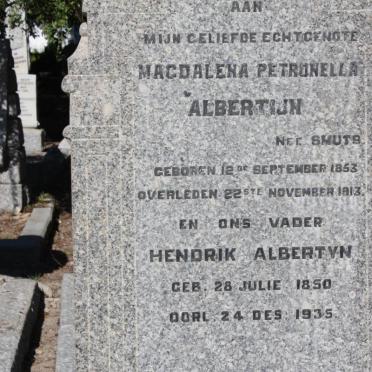 AAN
MIJN GELIEFDE ECHTGENOTE
MAGDALENA PETRONELLA
ALBERTIJN
NEE SMUTS
GEBOREN 12DE SEPTEMBER 1853
OVERLEDEN 22STE NOVEMBER 1913.
EN ONS VADER
HENDRIK ALBERTYN
GEB. 28 JULIE 1850
OORL. 24 DES. 1935.